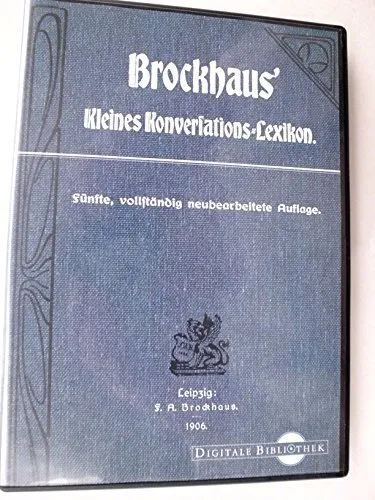 Brockhaus'
Kleines Konverſations-Lexikon.
Fünfte, vollſtändig neubearbeitete Auflage.
Leipzig:
F. A. Brockhaus.
1906.
DIGITALE BIBLIOTHEK